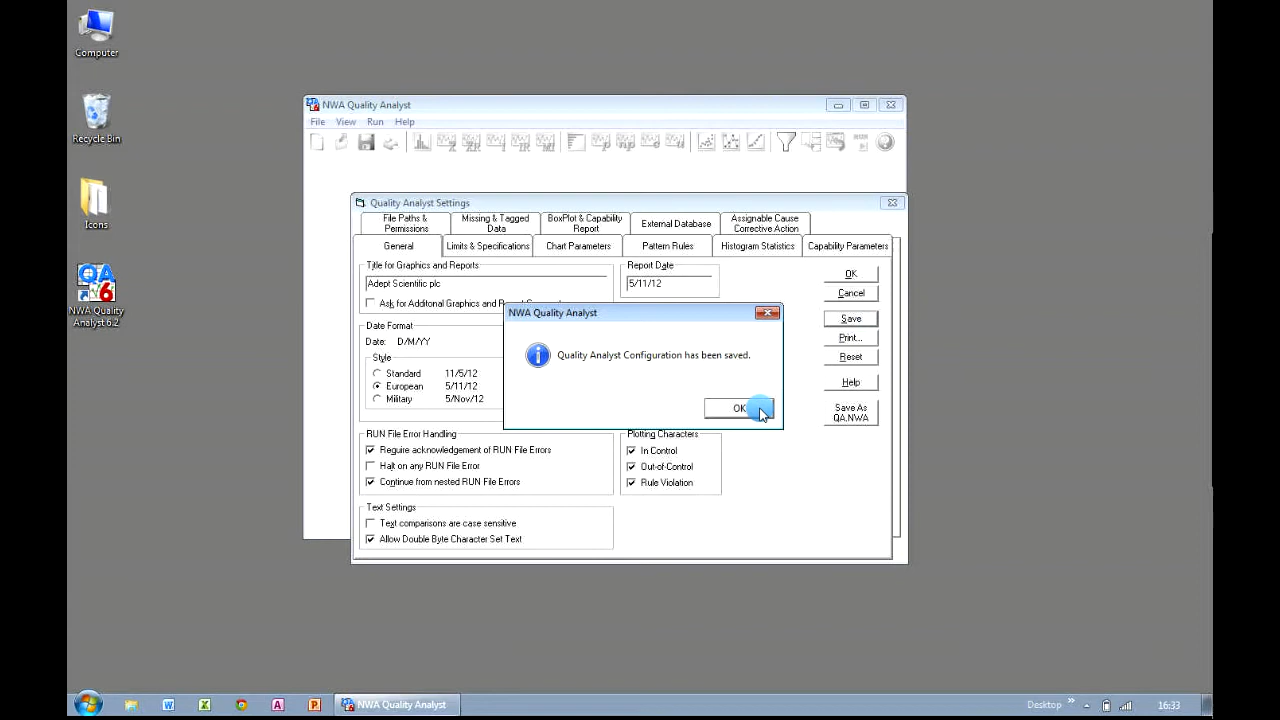 Computer
Recycle Bin
Icons
NWA Quality
Analyst 6.2
NWA Quality Analyst
File View Run Help
Quality Analyst Settings
File Paths &
Permissions
Missing & Tagged
Data
BoxPlot & Capability
Report
External Database
Assignable Cause
Corrective Action
General
Limits & Specifications
Chart Parameters
Pattern Rules
Histogram Statistics
Capability Parameters
Title for Graphics and Reports
Adept Scientific plc
Ask for Additonal Graphics and
Report Date
5/11/12
Date Format
Date: D/M/YY
Style
Standard 11/5/12
European 5/11/12
Military 5/Nov/12
NWA Quality Analyst
Quality Analyst Configuration has been saved.
OK
OK
Cancel
Save
Print...
Reset
Help
Save As
QA.NWA
RUN File Error Handling
Require acknowledgement of RUN File Errors
Halt on any RUN File Error
Continue from nested RUN File Errors
Plotting Characters
In Control
Out-of-Control
Rule Violation
Text Settings
Text comparisons are case sensitive
Allow Double Byte Character Set Text
NWA Quality Analyst
Desktop
16:33